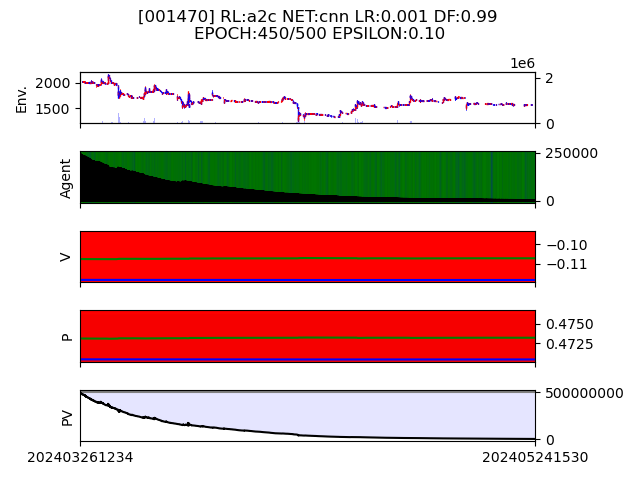 [001470] RL:a2c NET:cnn LR:0.001 DF:0.99
EPOCH:450/500 EPSILON:0.10
1e6
Env.
2000
1500
2
0
Agent
250000
0
V
−0.10
−0.11
P
0.4750
0.4725
PV
500000000
0
202403261234
202405241530